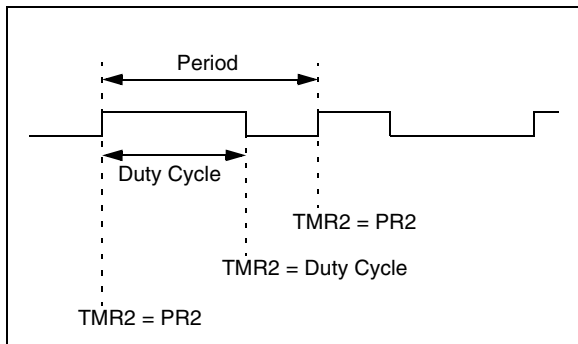 Period
Duty Cycle
TMR2 = PR2
TMR2 = Duty Cycle
TMR2 = PR2